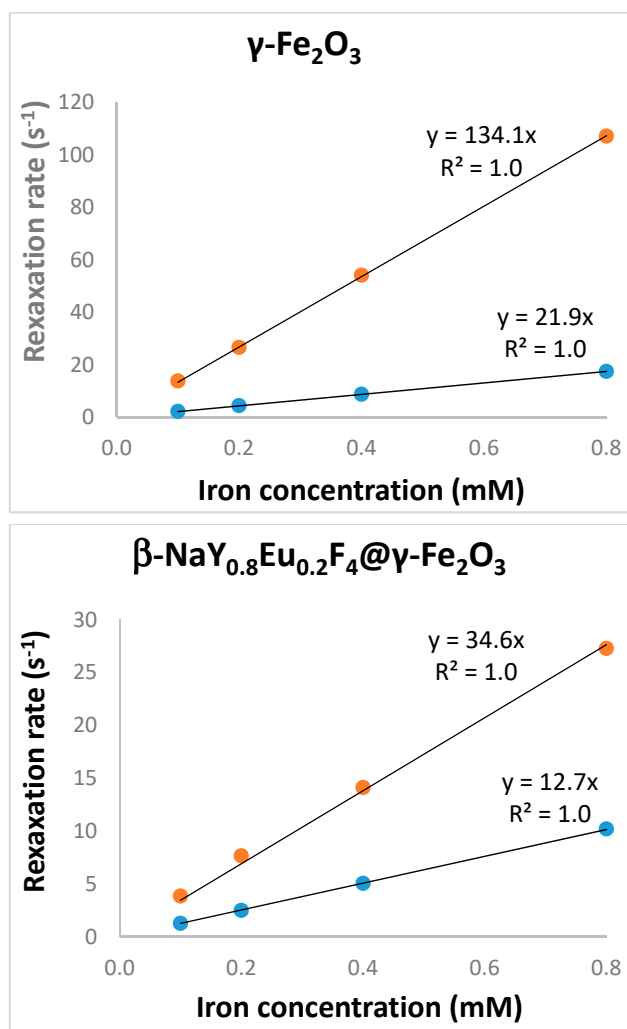 γ-Fe₂O₃
Rexaxation rate (s⁻¹)
120
100
80
60
40
20
0
y = 134.1x
R² = 1.0
y = 21.9x
R² = 1.0
0.0 0.2 0.4 0.6 0.8
Iron concentration (mM)
β-NaY₀.₈Eu₀.₂F₄@γ-Fe₂O₃
Rexaxation rate (s⁻¹)
30
25
20
15
10
5
0
y = 34.6x
R² = 1.0
y = 12.7x
R² = 1.0
0.0 0.2 0.4 0.6 0.8
Iron concentration (mM)